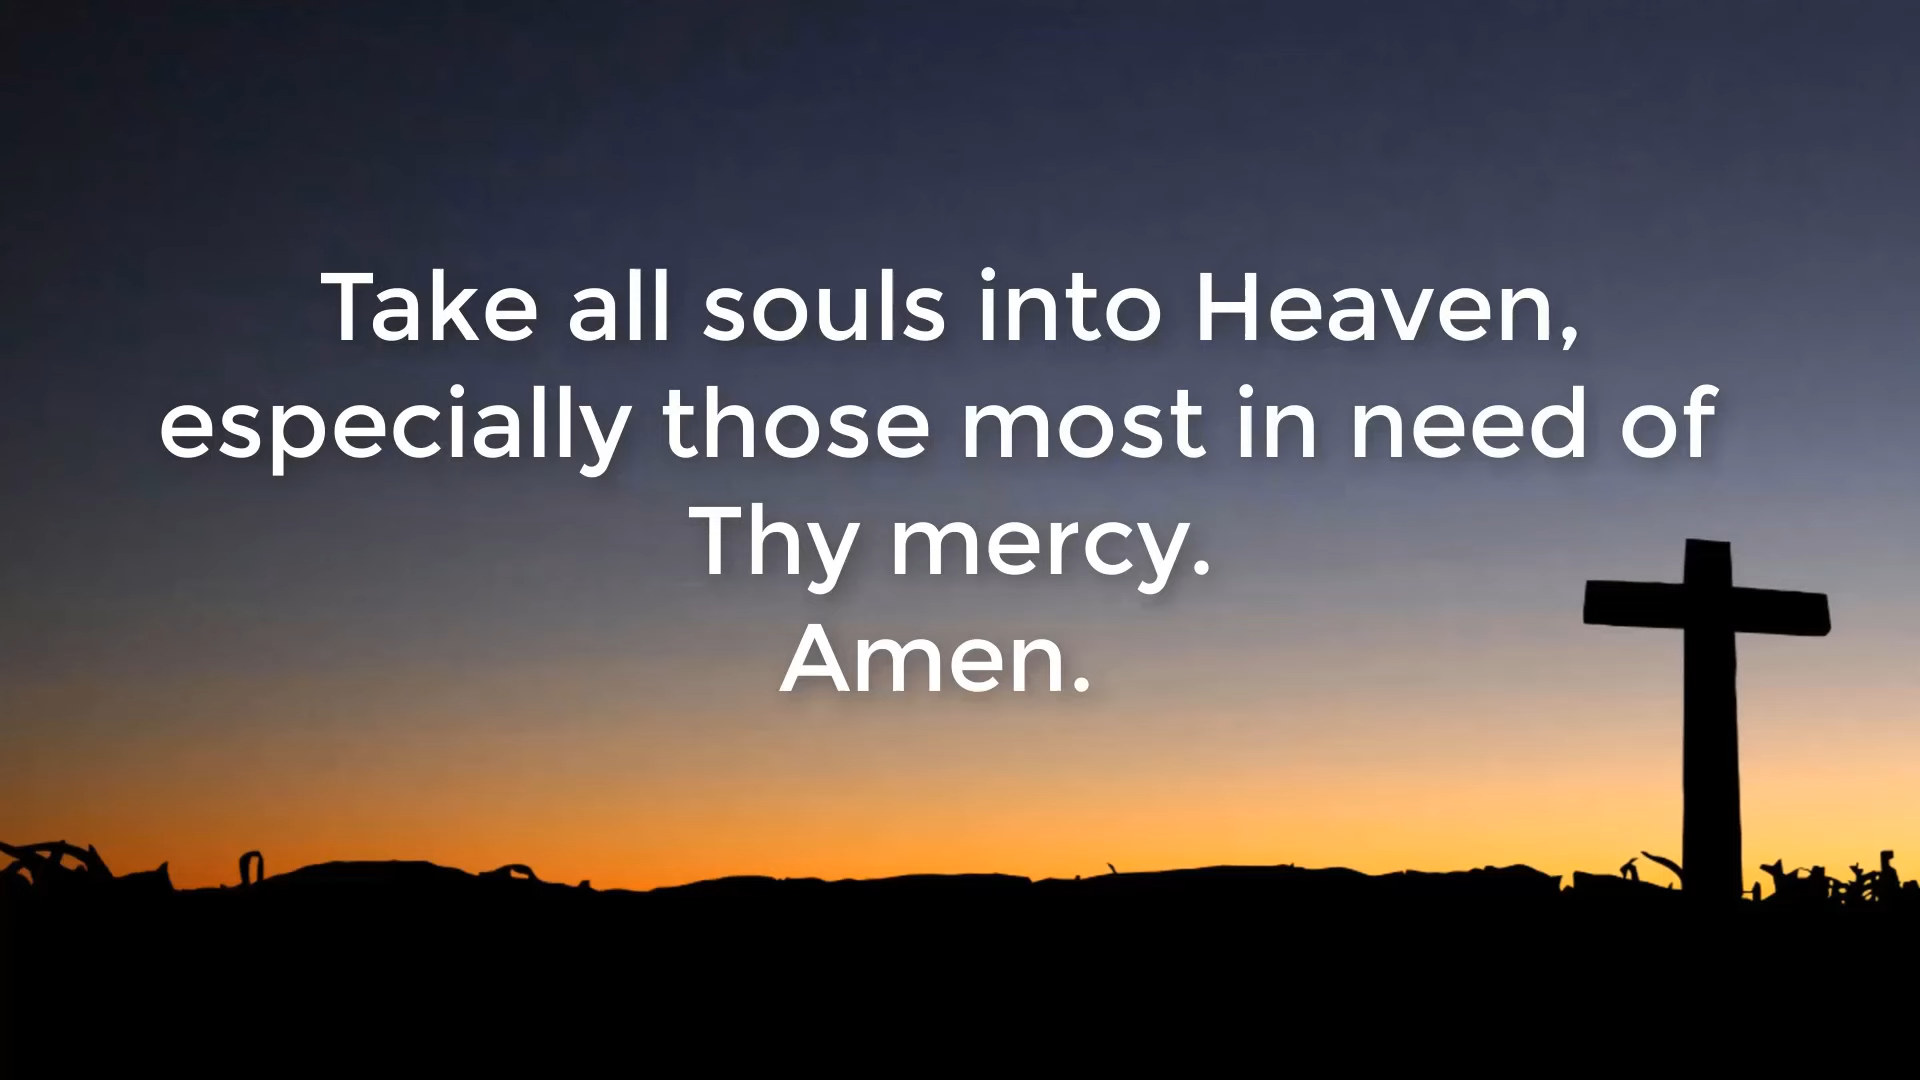 Take all souls into Heaven,
especially those most in need of
Thy mercy.
Amen.